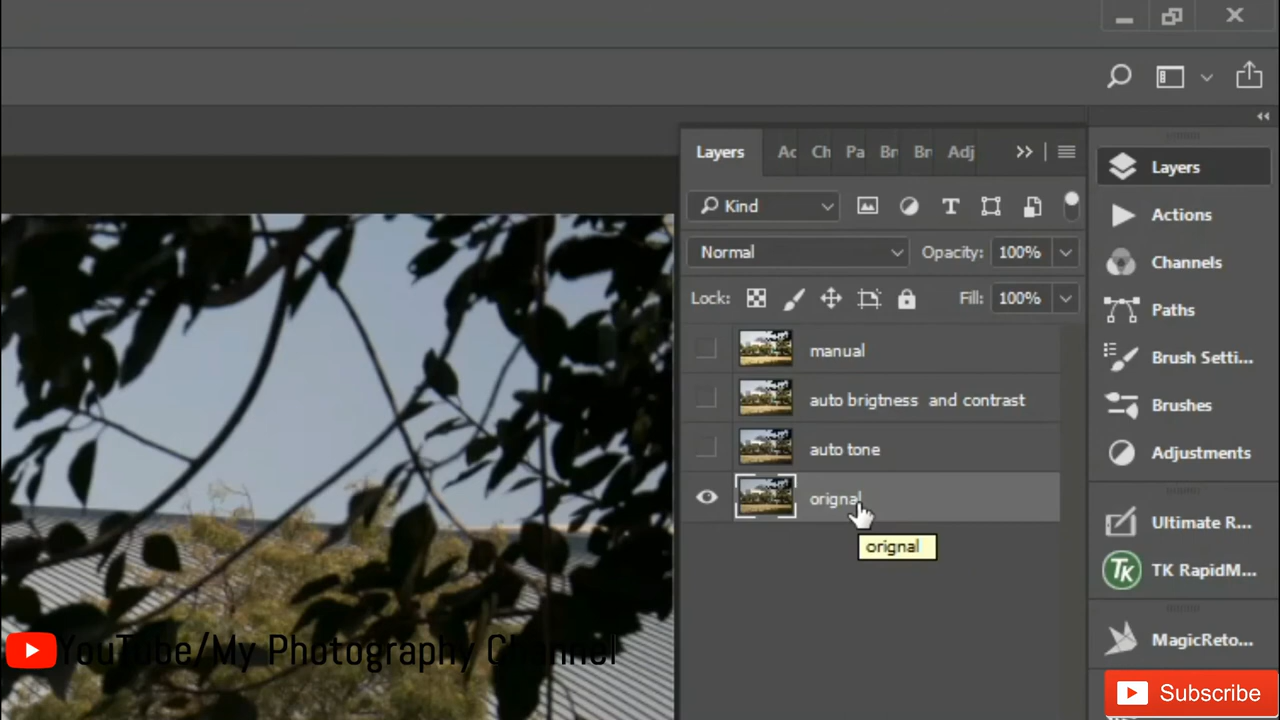 Layers
Ac
Ch
Pa
Br
Br
Adj
Kind
Normal
Opacity: 100%
Lock:
Fill: 100%
manual
auto brigtness and contrast
auto tone
orignal
orignal
Layers
Actions
Channels
Paths
Brush Setti...
Brushes
Adjustments
Ultimate R...
TK TK RapidM...
MagicReto...
YouTube/My Photography Channel
Subscribe